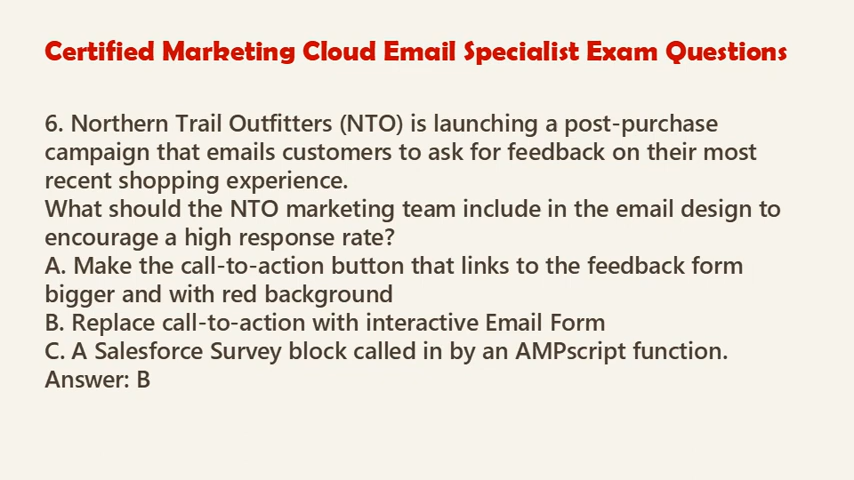 Certified Marketing Cloud Email Specialist Exam Questions
6. Northern Trail Outfitters (NTO) is launching a post-purchase
campaign that emails customers to ask for feedback on their most
recent shopping experience.
What should the NTO marketing team include in the email design to
encourage a high response rate?
A. Make the call-to-action button that links to the feedback form
bigger and with red background
B. Replace call-to-action with interactive Email Form
C. A Salesforce Survey block called in by an AMPscript function.
Answer: B